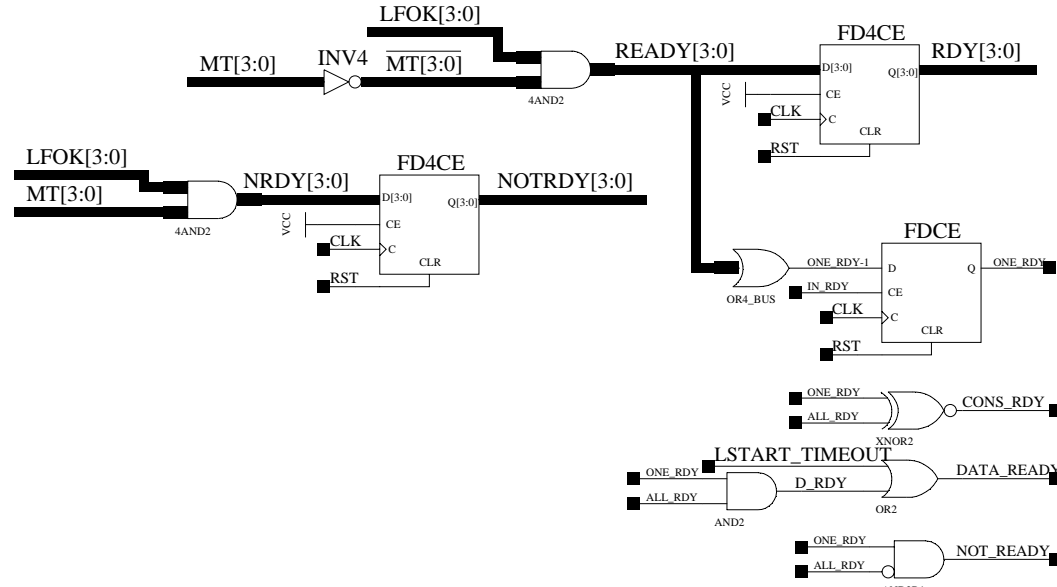 LFOK[3:0]
MT[3:0]
INV4
MT[3:0]
4AND2
READY[3:0]
FD4CE
D[3:0]
Q[3:0]
RDY[3:0]
VCC
CE
CLK
C
CLR
RST
LFOK[3:0]
MT[3:0]
4AND2
NRDY[3:0]
FD4CE
D[3:0]
Q[3:0]
NOTRDY[3:0]
VCC
CE
CLK
C
CLR
RST
FDCE
OR4_BUS
ONE_RDY-1
D
Q
ONE_RDY
IN_RDY
CE
CLK
C
CLR
RST
ONE_RDY
ALL_RDY
XNOR2
CONS_RDY
LSTART_TIMEOUT
ONE_RDY
ALL_RDY
AND2
D_RDY
OR2
DATA_READY
ONE_RDY
ALL_RDY
NOT_READY